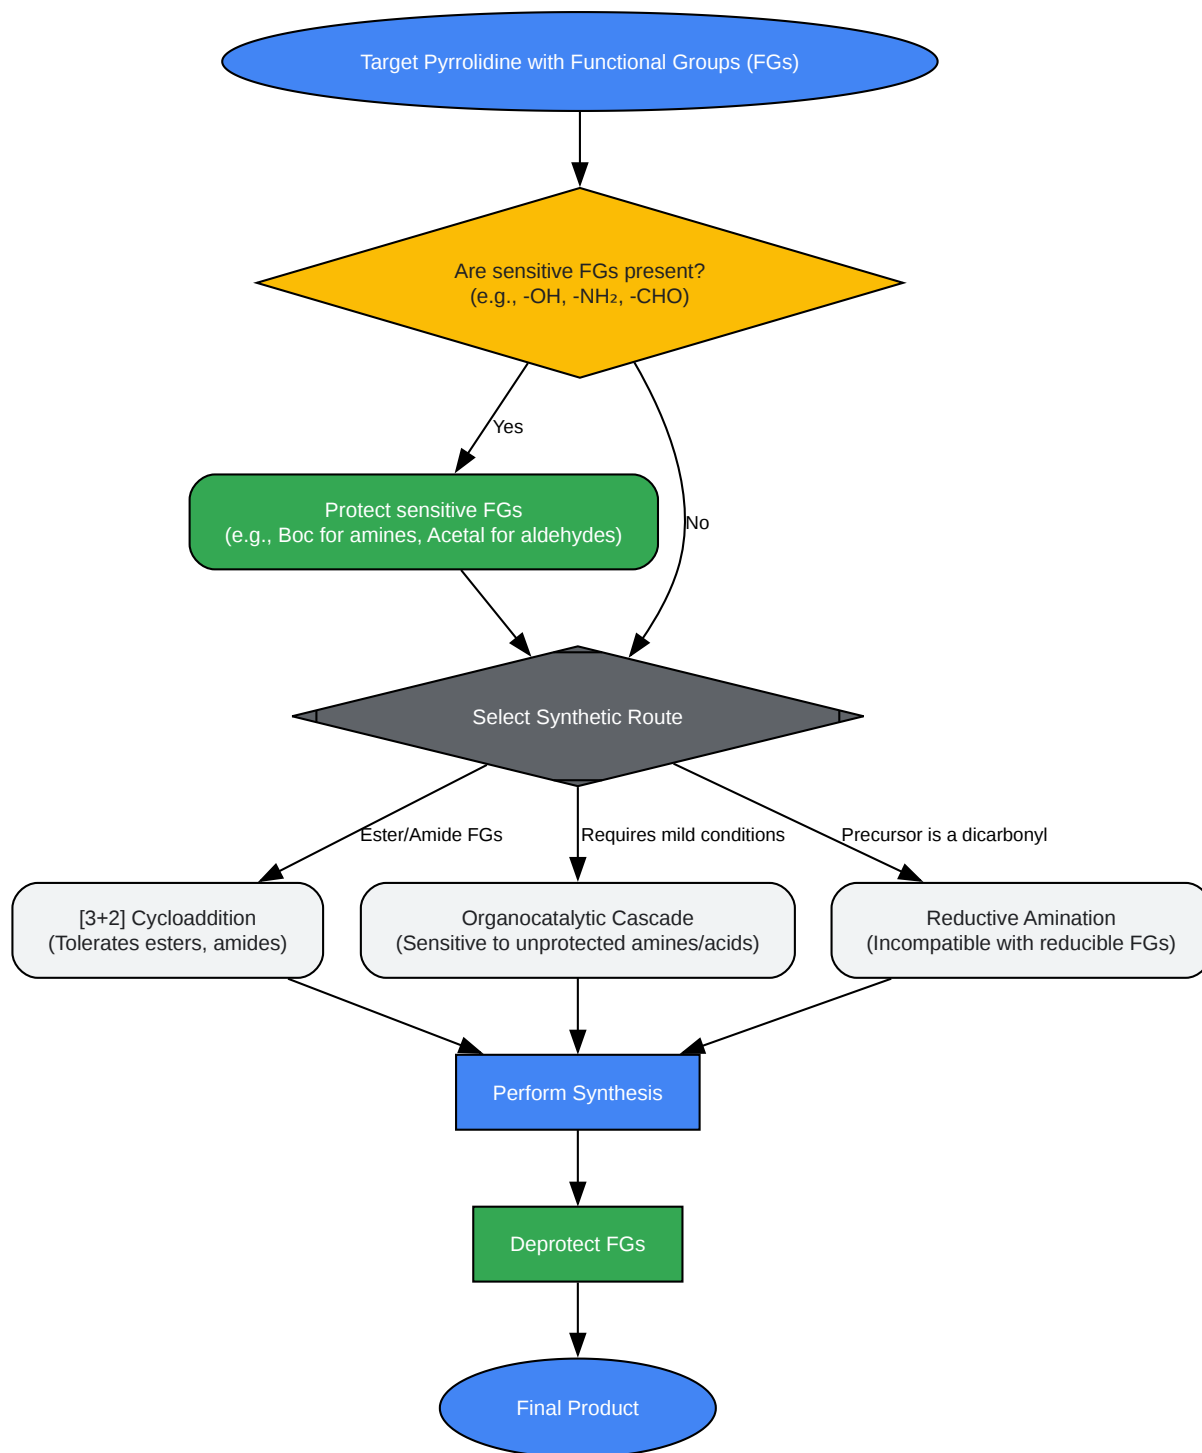 Target Pyrrolidine with Functional Groups (FGs)
Are sensitive FGs present?
(e.g., -OH, -NH₂, -CHO)
Yes
Protect sensitive FGs
(e.g., Boc for amines, Acetal for aldehydes)
No
Select Synthetic Route
Ester/Amide FGs
Requires mild conditions
Precursor is a dicarbonyl
[3+2] Cycloaddition
(Tolerates esters, amides)
Organocatalytic Cascade
(Sensitive to unprotected amines/acids)
Reductive Amination
(Incompatible with reducible FGs)
Perform Synthesis
Deprotect FGs
Final Product